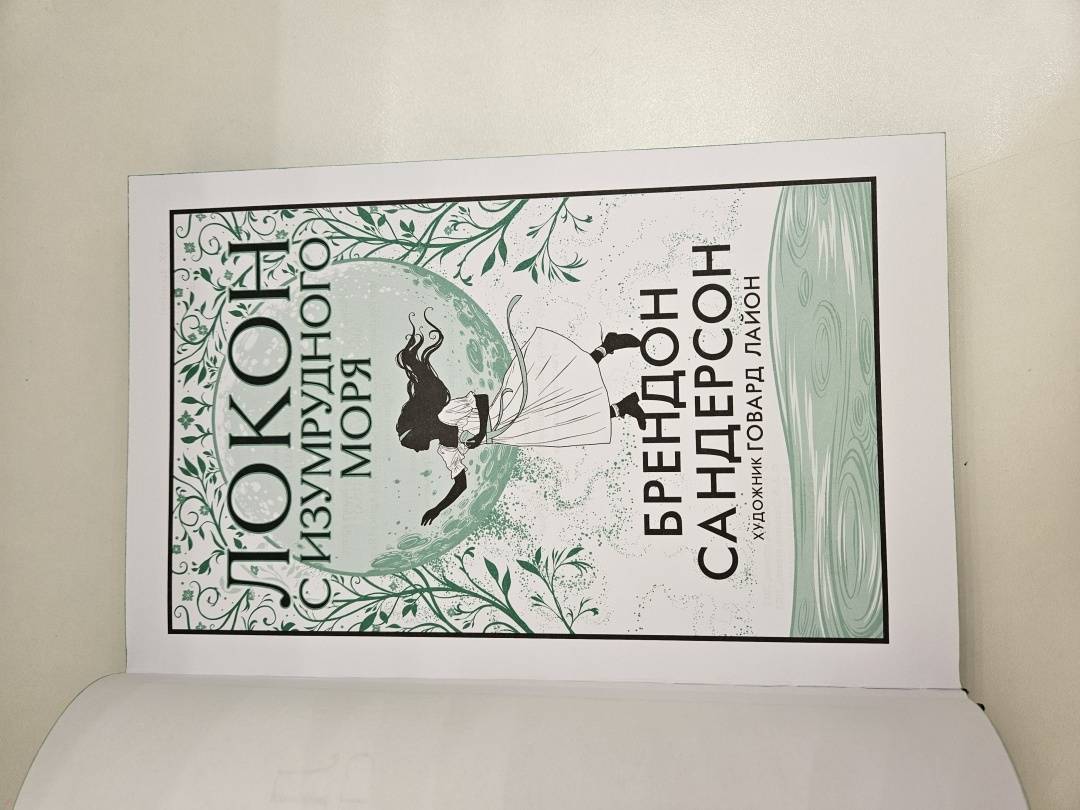 ЛОКОН
С ИЗУМРУДНОГО
МОРЯ
БРЕНДОН
САНДЕРСОН
ХУДОЖНИК ГОВАРД ЛАЙОН